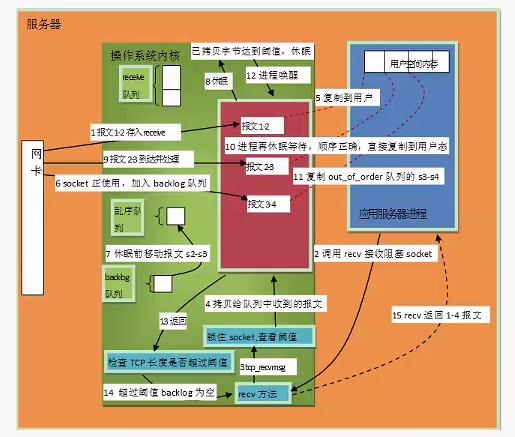 服务器
操作系统内核
已拷贝字节达到阈值，休眠
12 进程唤醒
8 休眠
receive
队列
用户空间内存
5 复制到用户
1 报文1-2 存入receive
报文1-2
网
卡
10 进程再休眠等待，顺序正确，直接复制到用户态
9 报文2-3 到达并处理
报文2-3
11 复制 out_of_order 队列的 s3-s4
6 socket 正使用，加入 backlog 队列
报文3-4
乱序队
列
应用服务器进程
7 休眠前移动报文 s2-s3
2 调用 recv 接收阻塞 socket
backlog
队列
4 拷贝给队列中收到的报文
15 recv 返回 1-4 报文
13 返回
锁住 socket,查看阈值
检查 TCP 长度是否超过阈值
3tcp_recvmsg
14 超过阈值 backlog 为空
recv 方法